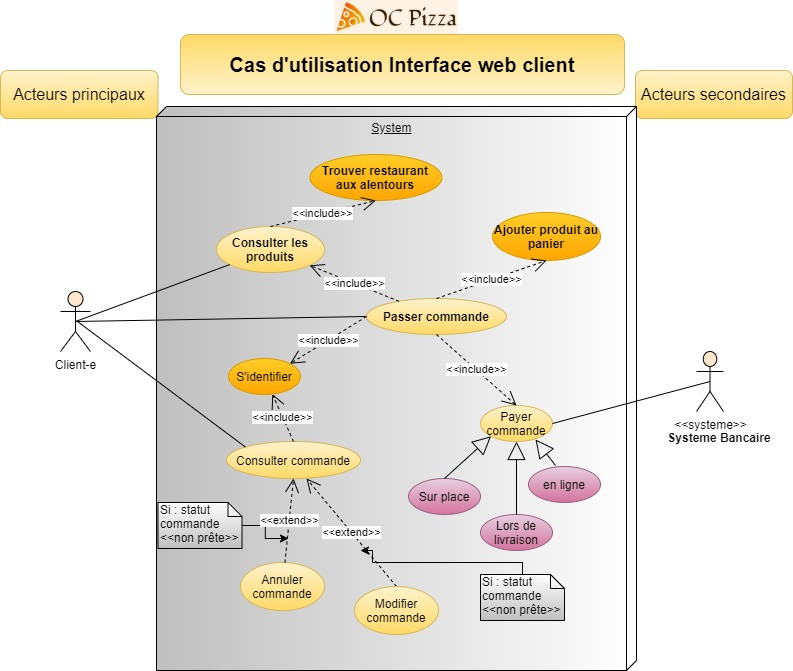 OC Pizza
Cas d'utilisation Interface web client
Acteurs principaux
Acteurs secondaires
System
Trouver restaurant
aux alentours
<<include>>
Ajouter produit au
panier
Consulter les
produits
<<include>>
<<include>>
Passer commande
<<include>>
Client-e
S'identifier
<<include>>
<<include>>
Payer
commande
<<systeme>>
Systeme Bancaire
Consulter commande
Sur place
en ligne
Si : statut
commande
<<non prête>>
<<extend>>
<<extend>>
Lors de
livraison
Annuler
commande
Si : statut
commande
<<non prête>>
Modifier
commande